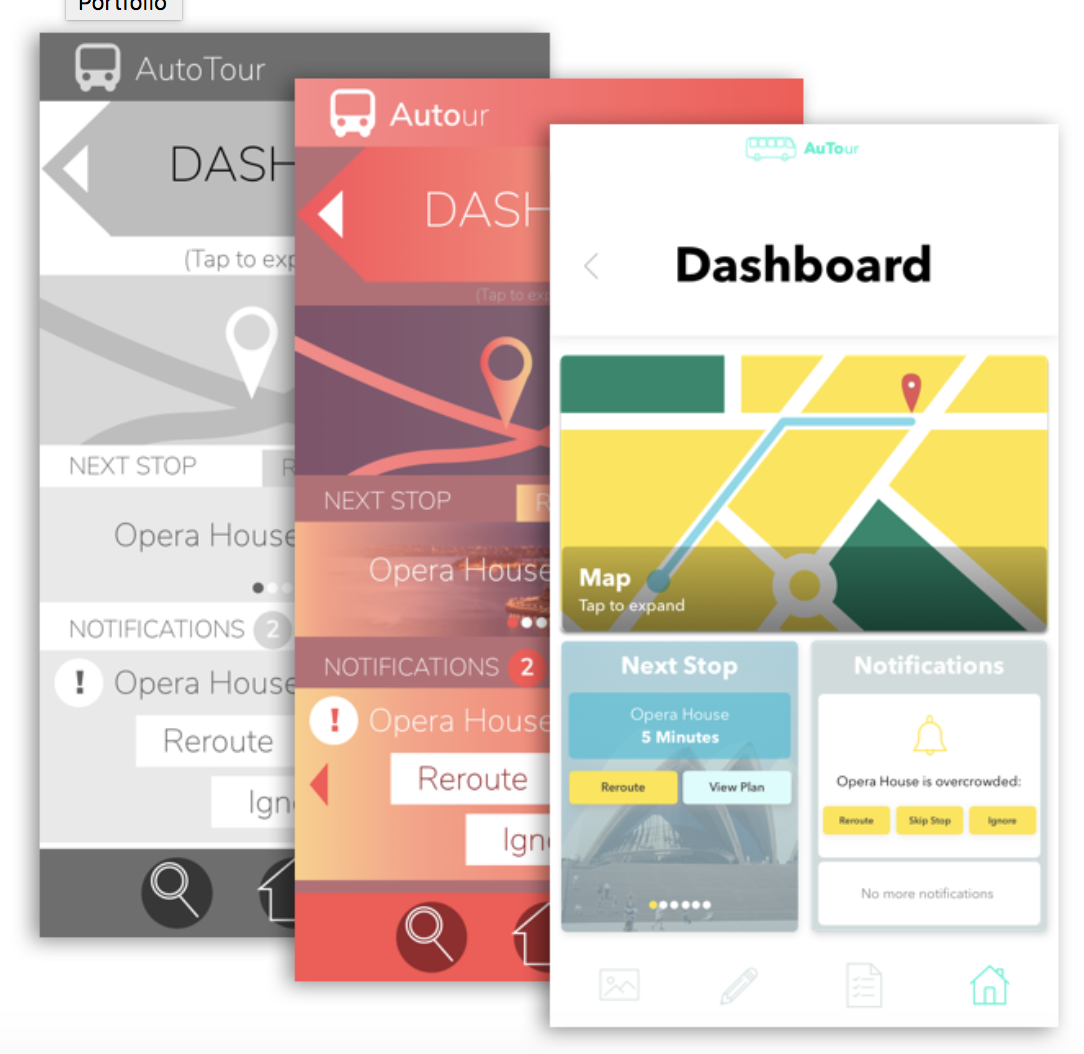 Portfolio
AutoTour
DASH
(Tap to exp
NEXT STOP
R
Opera House
NOTIFICATIONS 2
! Opera House
Reroute
Ign
Autour
DASH
(Tap to exp
NEXT STOP
R
Opera House
NOTIFICATIONS 2
! Opera House
Reroute
Ign
AuTour
Dashboard
Map
Tap to expand
Next Stop
Opera House
5 Minutes
Reroute View Plan
Notifications
Opera House is overcrowded:
Reroute Skip Stop Ignore
No more notifications